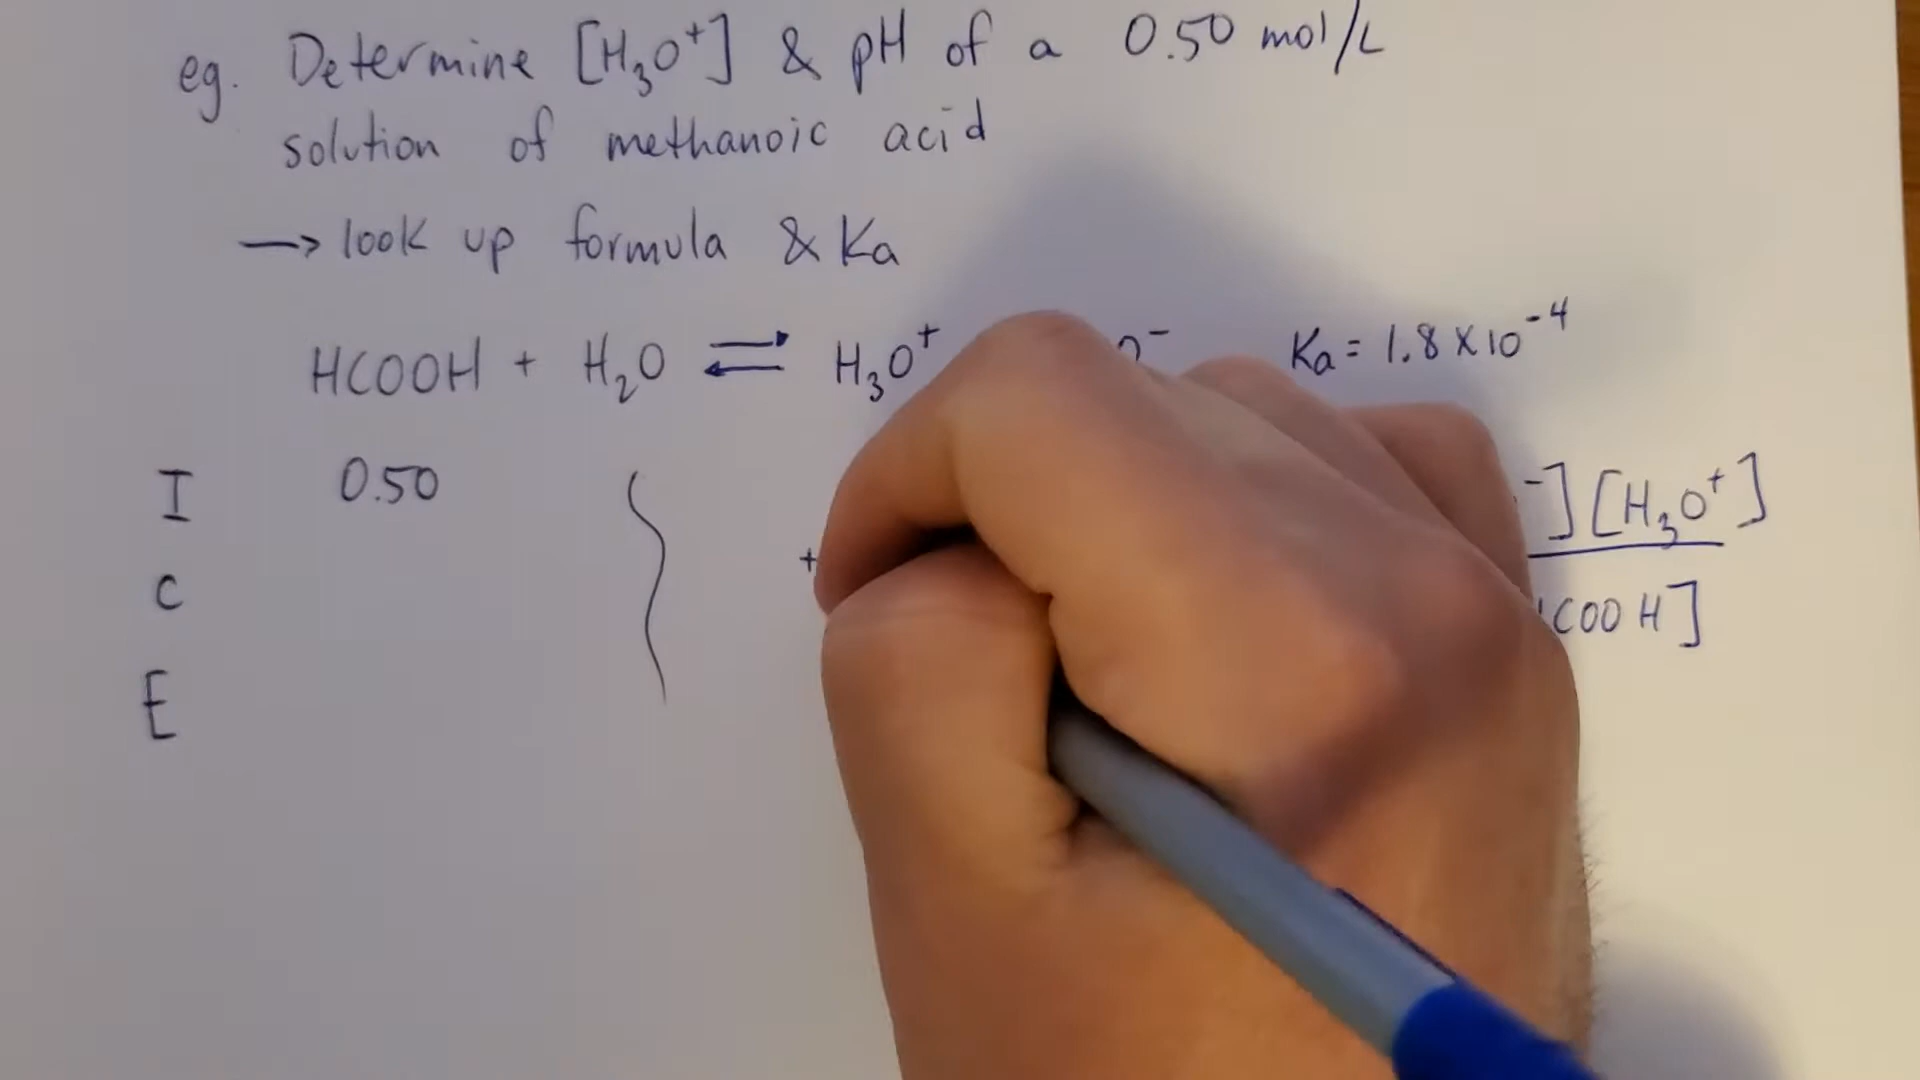 eg. Determine [H₃O⁺] & pH of a 0.50 mol/L
solution of methanoic acid
→ look up formula & Ka
HCOOH + H₂O ⇌ H₃O⁺ O⁻ Ka = 1.8 X 10⁻⁴
I 0.50
⁻][H₃O⁺]
+
C
COOH]
E